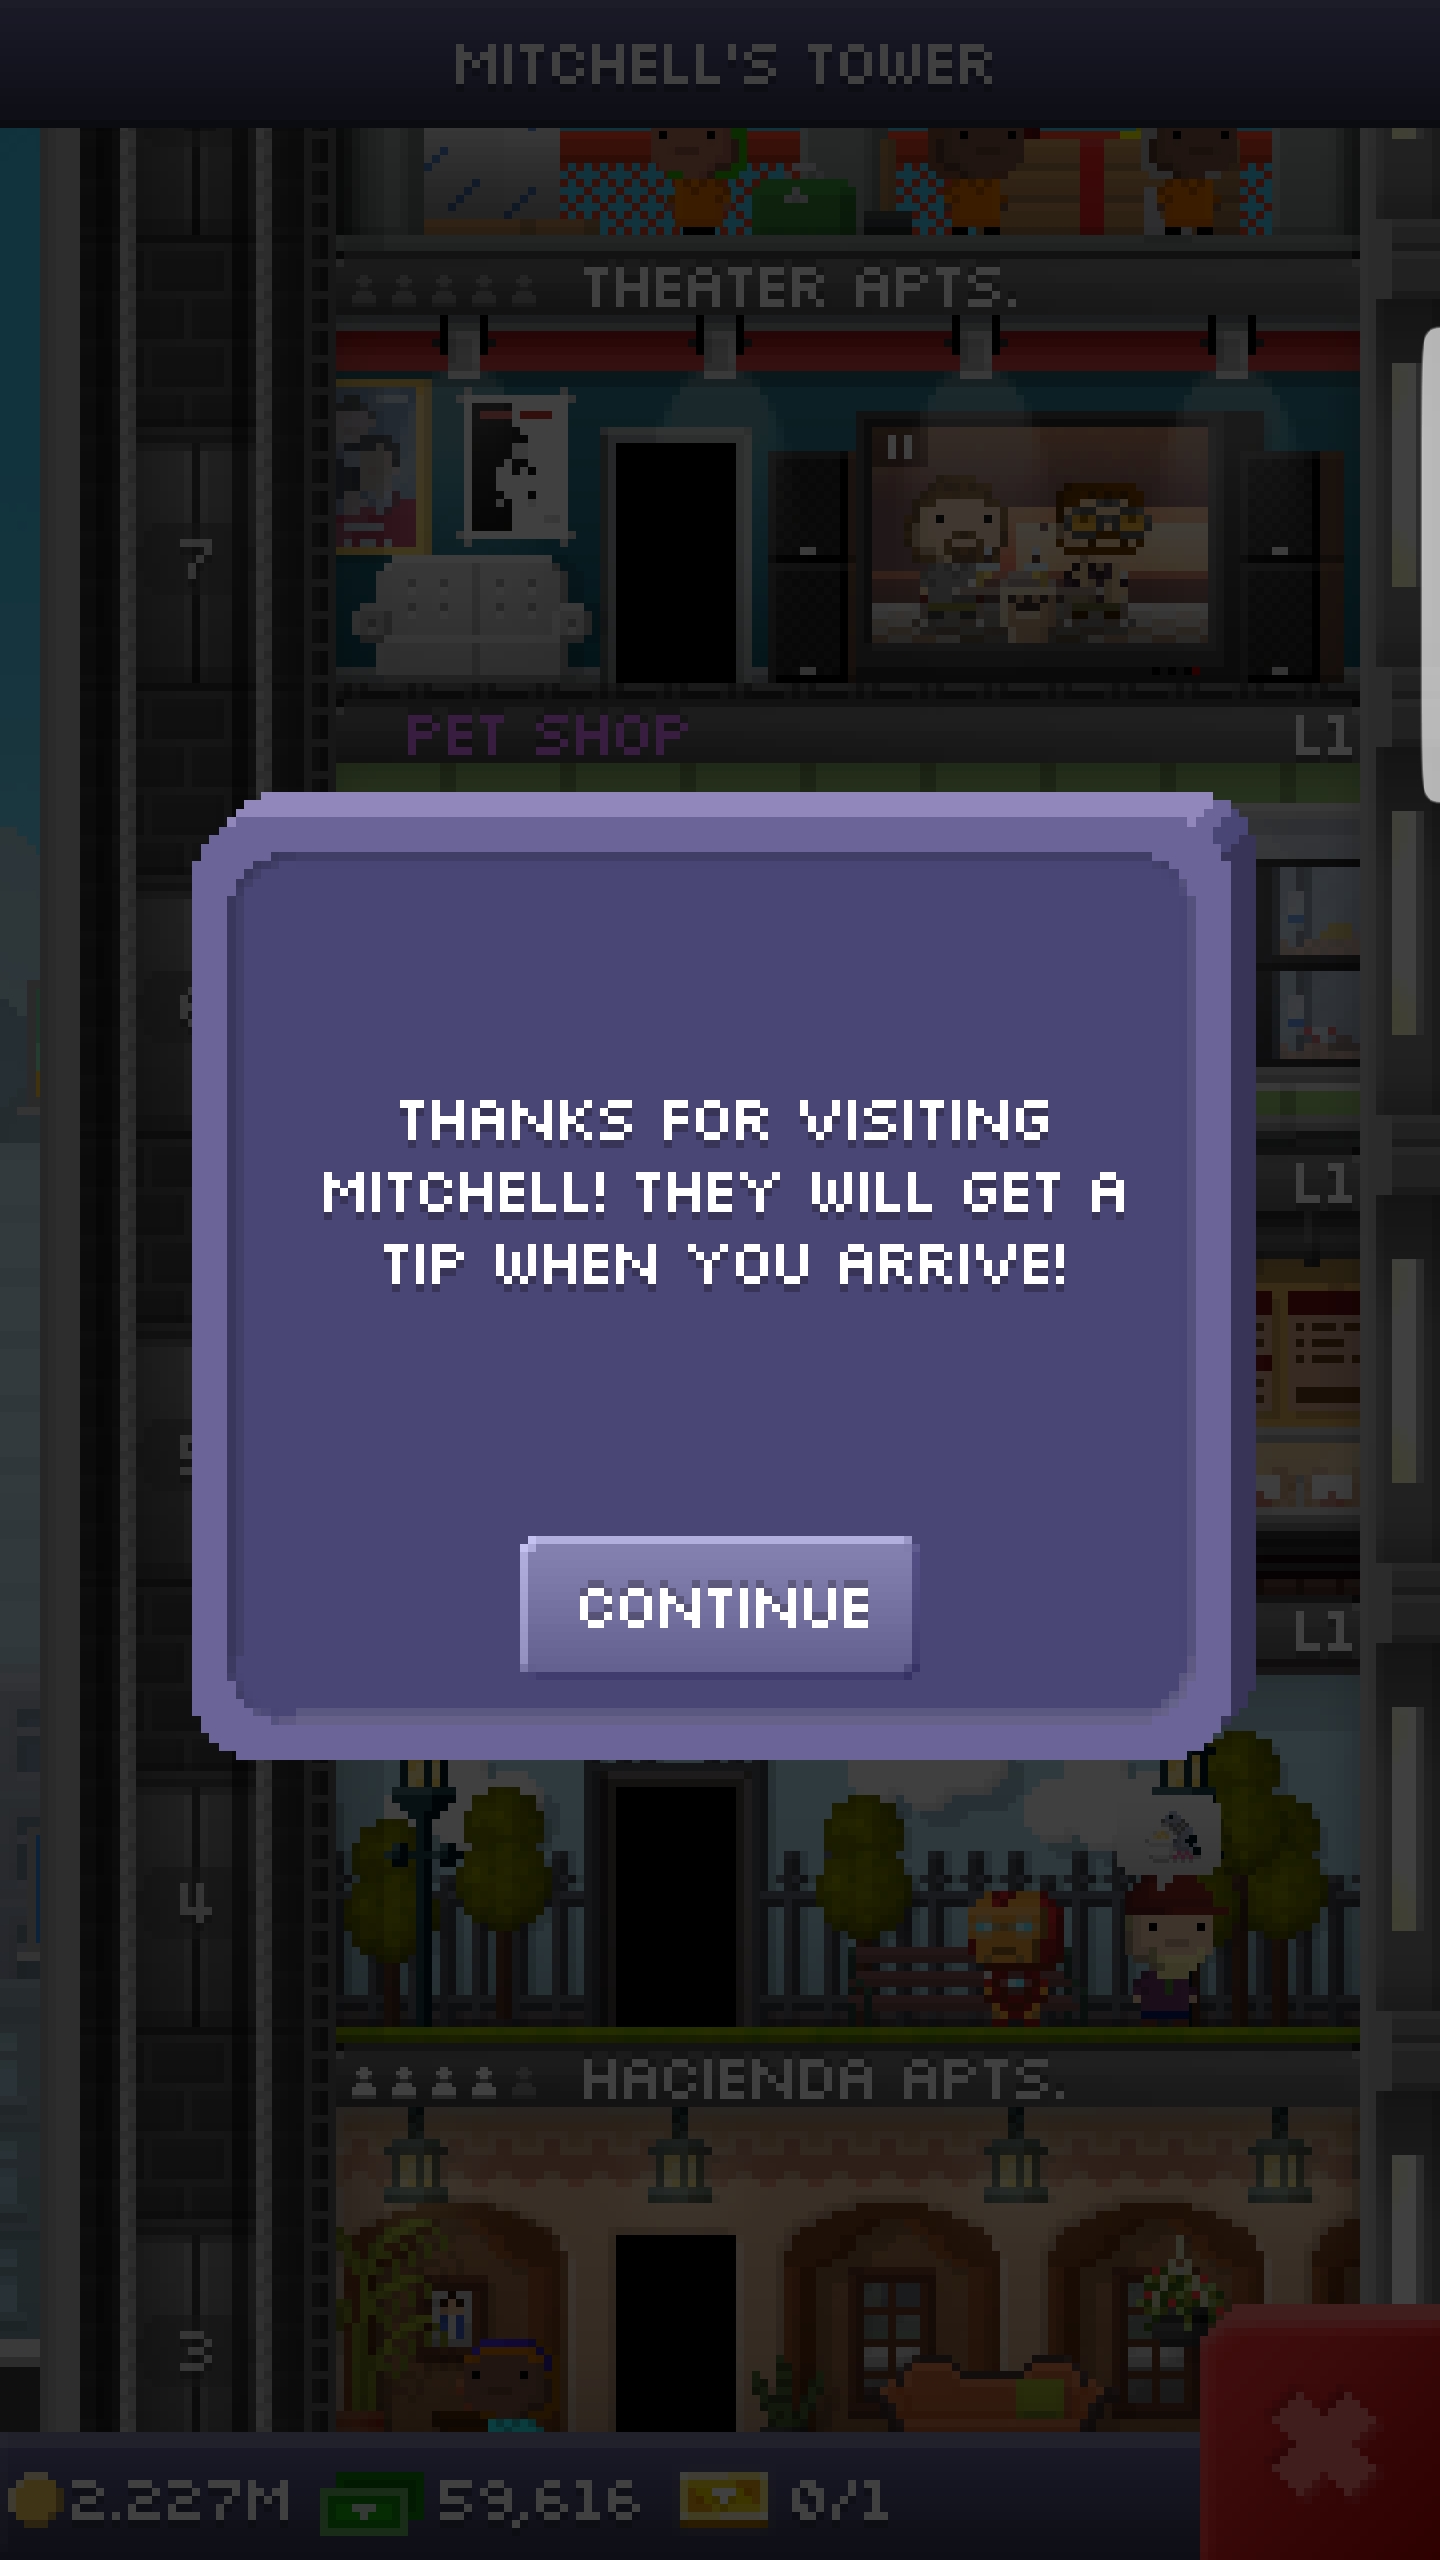 MITCHELL'S TOWER
THEATER APTS.
7
PET SHOP L1
THANKS FOR VISITING
MITCHELL! THEY WILL GET A
TIP WHEN YOU ARRIVE!
L1
CONTINUE
L1
4
HACIENDA APTS.
3
2.227M 59,616 0/1